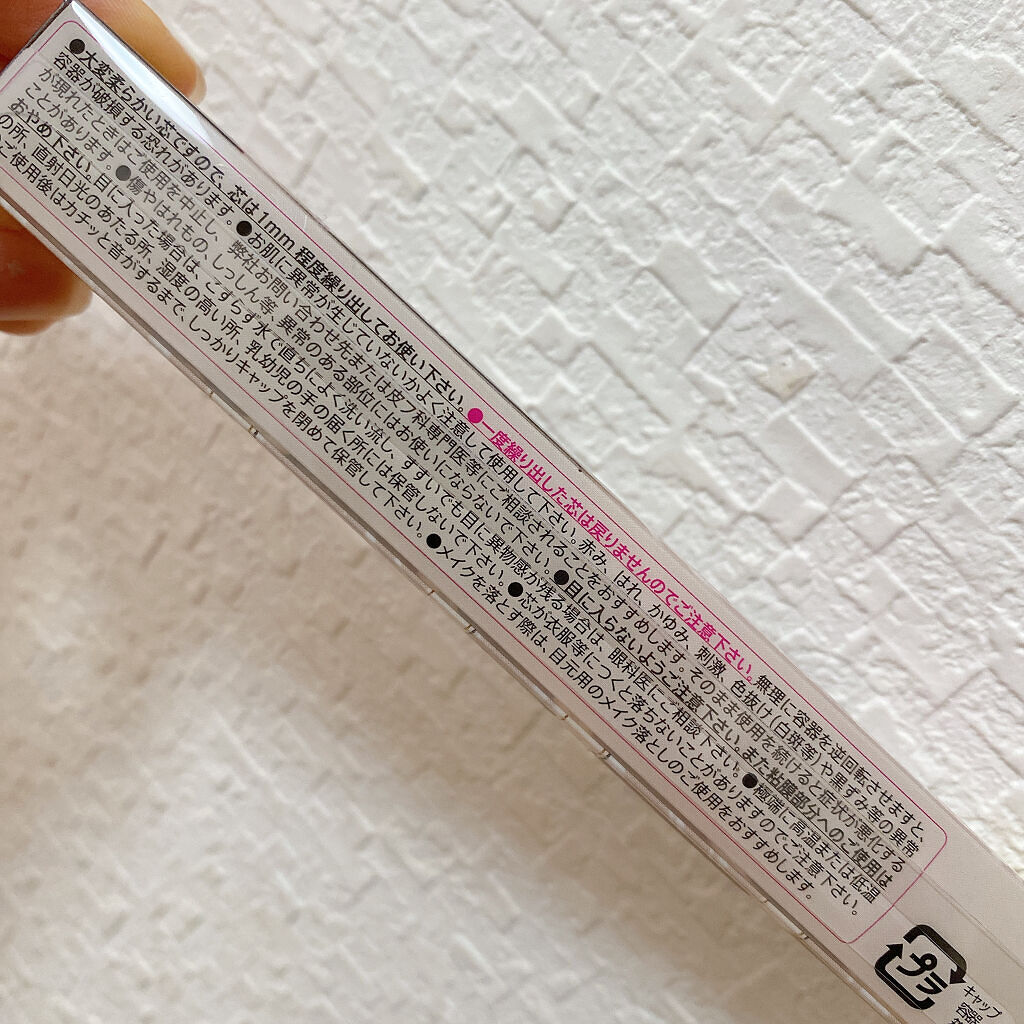 ●大変柔らかい芯ですので、芯は1mm程度繰り出してお使い下さい。●一度繰り出した芯は戻りませんのでご注意下さい。無理に容器を逆回転させますと、
容器が破損する恐れがあります。●お肌に異常が生じていないかよく注意して使用して下さい。赤み、はれ、かゆみ、刺激、色抜け(白斑等)や黒ずみ等の異常
が現れたときはご使用を中止し、弊社お問い合わせ先または皮フ科専門医等にご相談されることをおすすめします。そのまま使用を続けると症状が悪化する
ことがあります。●傷やはれもの、しっしん等、異常のある部位にはお使いにならないで下さい。●目に入らないようご注意下さい。また粘膜部分へのご使用は
おやめ下さい。目に入った場合は、こすらず水で直ちによく洗い流し、すすいでも目に異物感が残る場合は、眼科医にご相談下さい。●極端に高温または低温
の所、直射日光のあたる所、湿度の高い所、乳幼児の手の届く所には保管しないで下さい。●芯が衣服等につくと落ちないことがありますのでご注意下さい。
ご使用後はカチッと音がするまで、しっかりキャップを閉めて保管して下さい。●メイクを落とす際は、目元用のメイク落としのご使用をおすすめします。
プラ
キャップ
容器